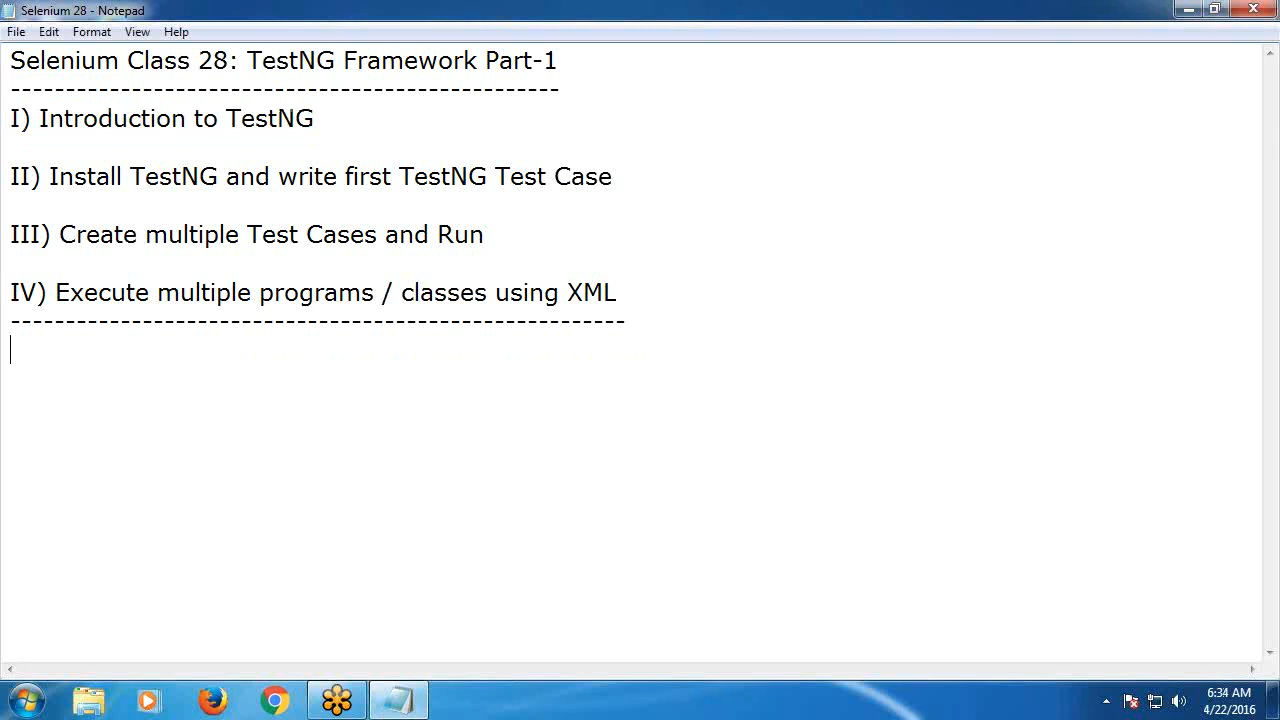 Selenium 28 - Notepad
File Edit Format View Help
Selenium Class 28: TestNG Framework Part-1
--------------------------------------------------
I) Introduction to TestNG
II) Install TestNG and write first TestNG Test Case
III) Create multiple Test Cases and Run
IV) Execute multiple programs / classes using XML
--------------------------------------------------------
6:34 AM
4/22/2016